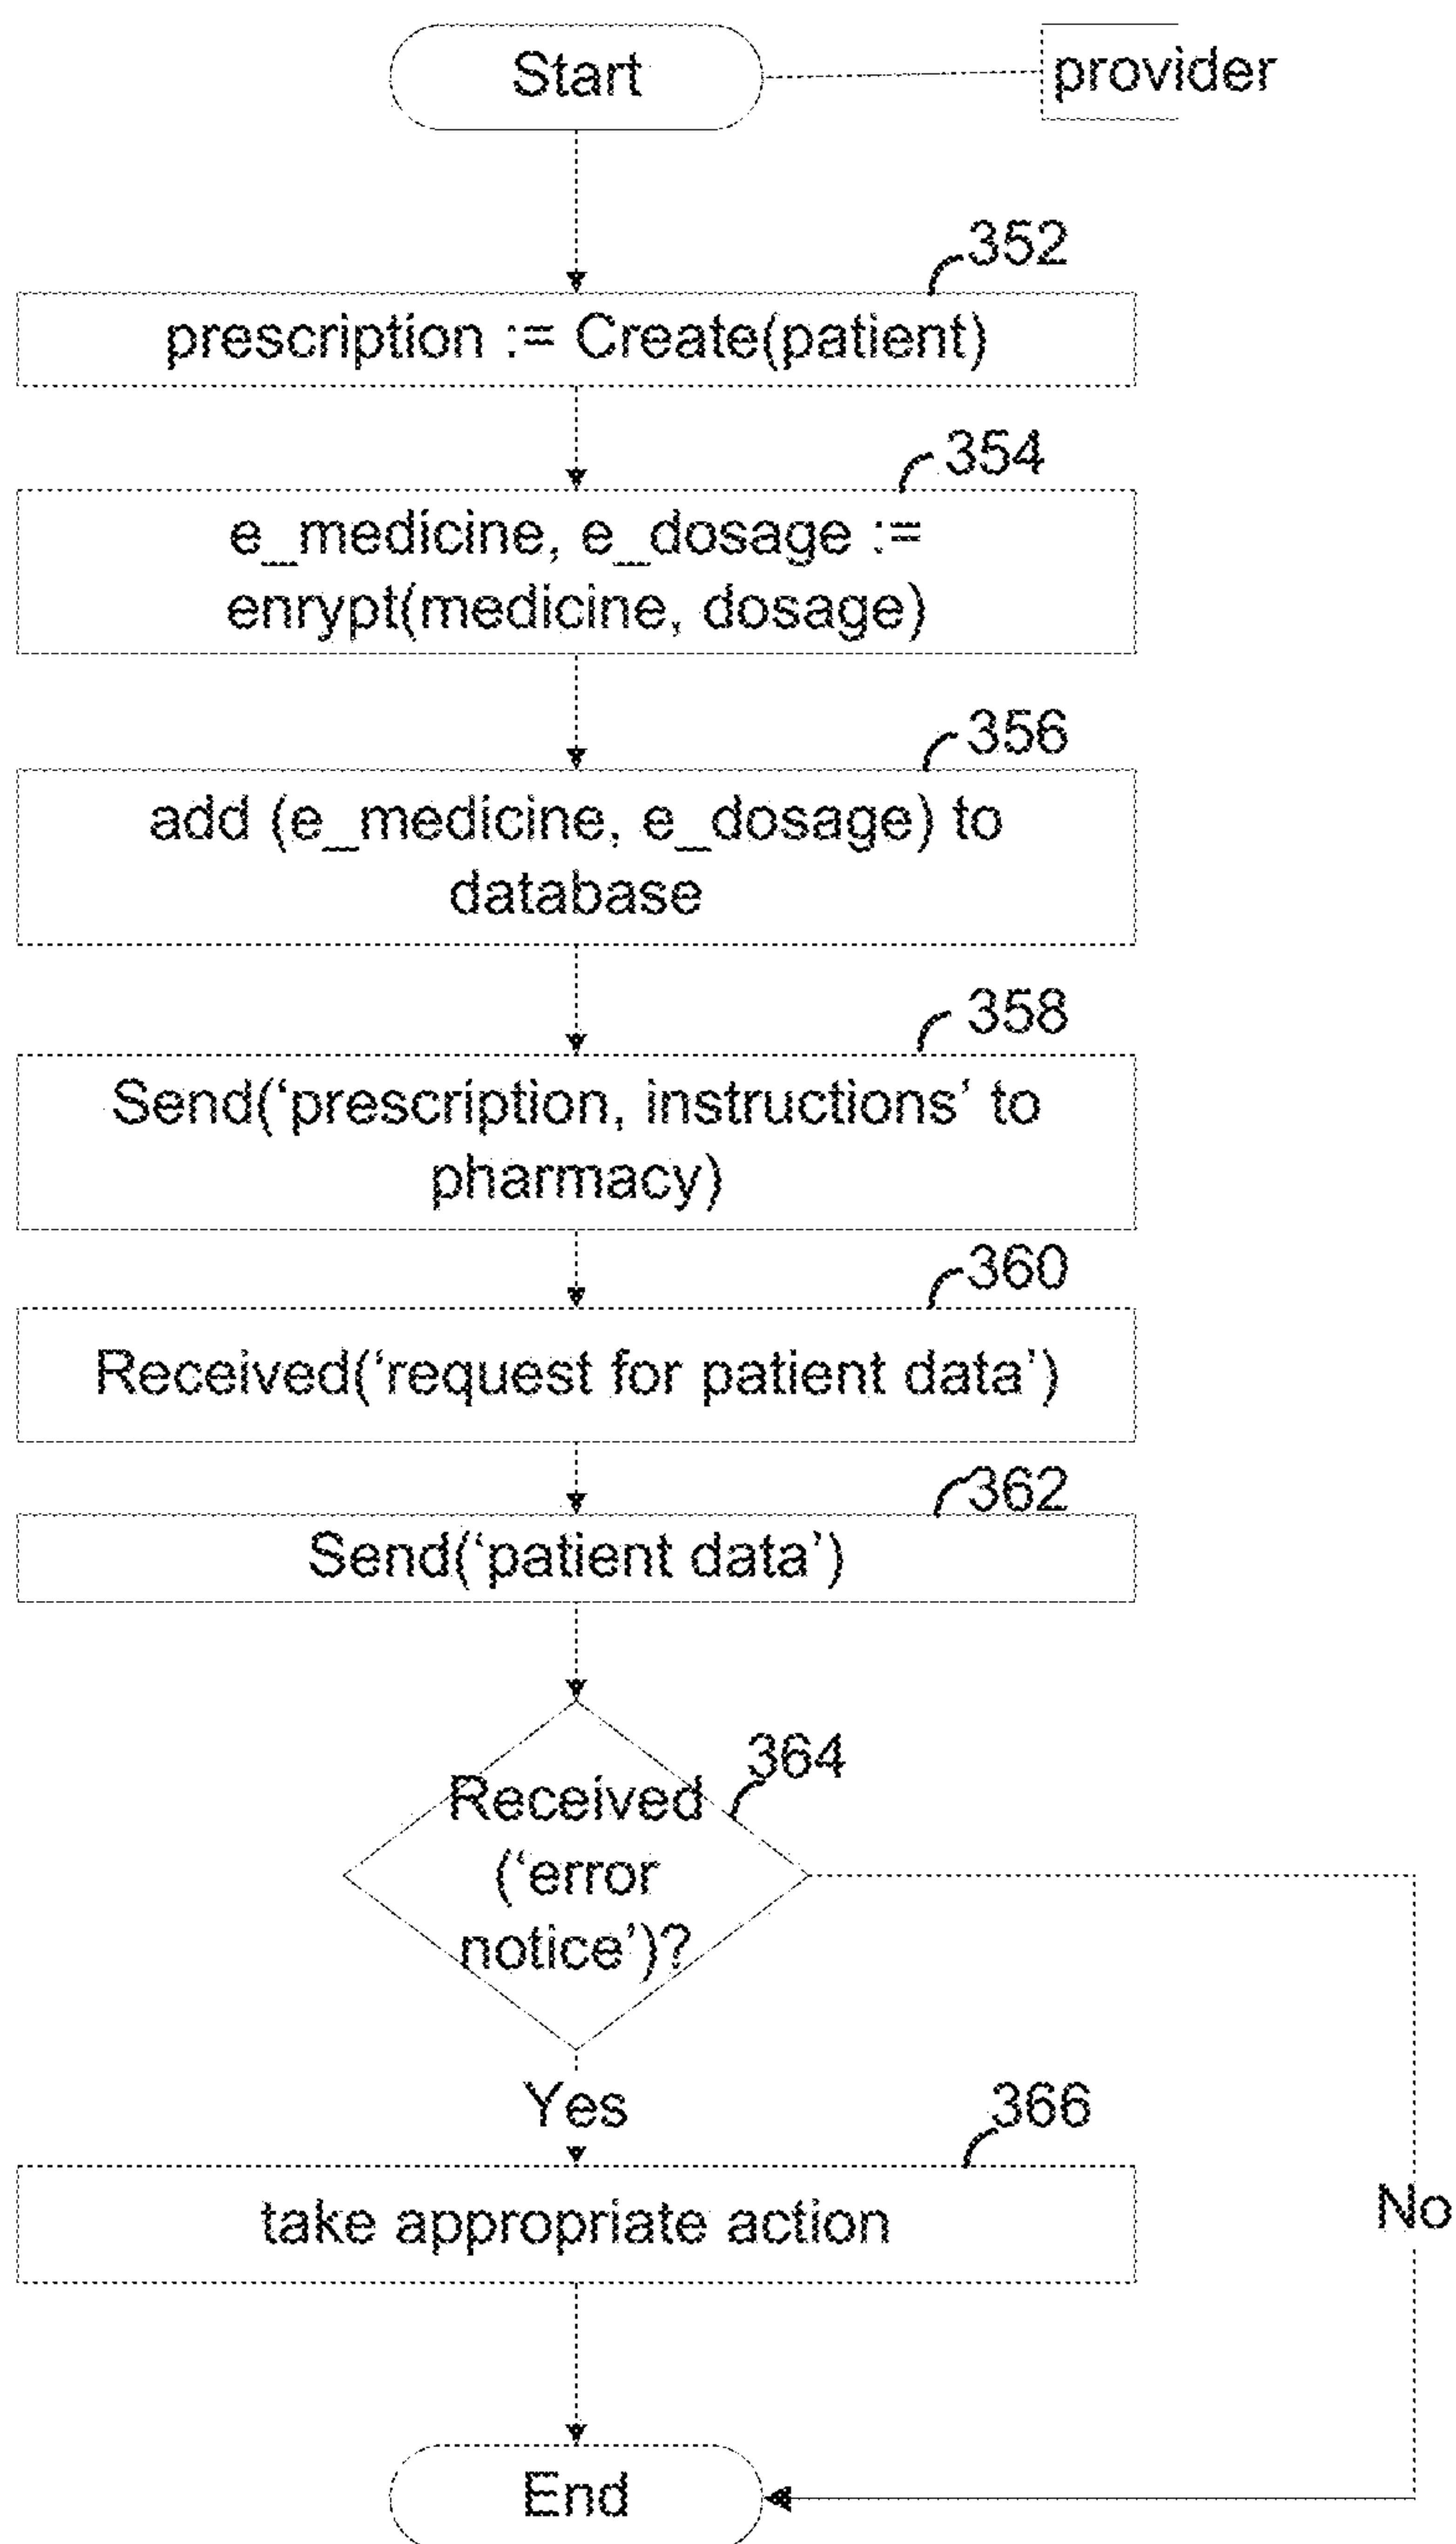 Start
provider
352
prescription := Create(patient)
354
e_medicine, e_dosage :=
enrypt(medicine, dosage)
356
add (e_medicine, e_dosage) to
database
358
Send(‘prescription, instructions’ to
pharmacy)
360
Received(‘request for patient data’)
362
Send(‘patient data’)
364
Received
(‘error
notice’)?
Yes
366
take appropriate action
No
End